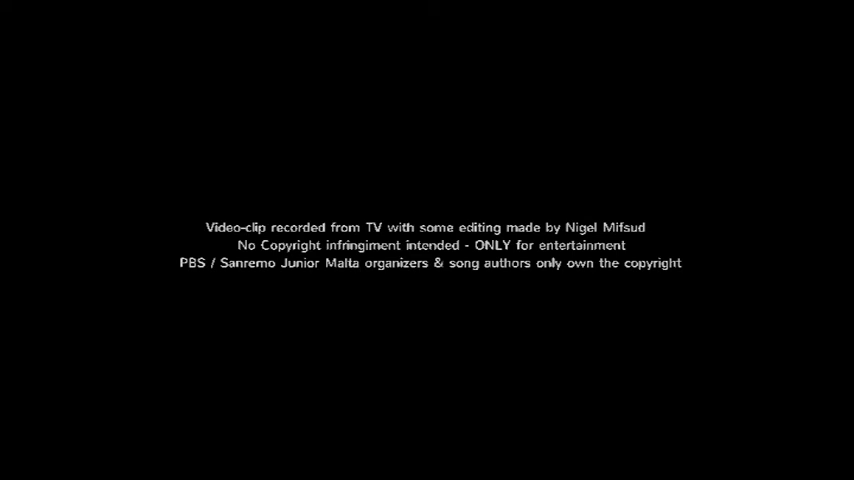 Video-clip recorded from TV with some editing made by Nigel Mifsud
No Copyright infringiment intended - ONLY for entertainment
PBS / Sanremo Junior Malta organizers & song authors only own the copyright